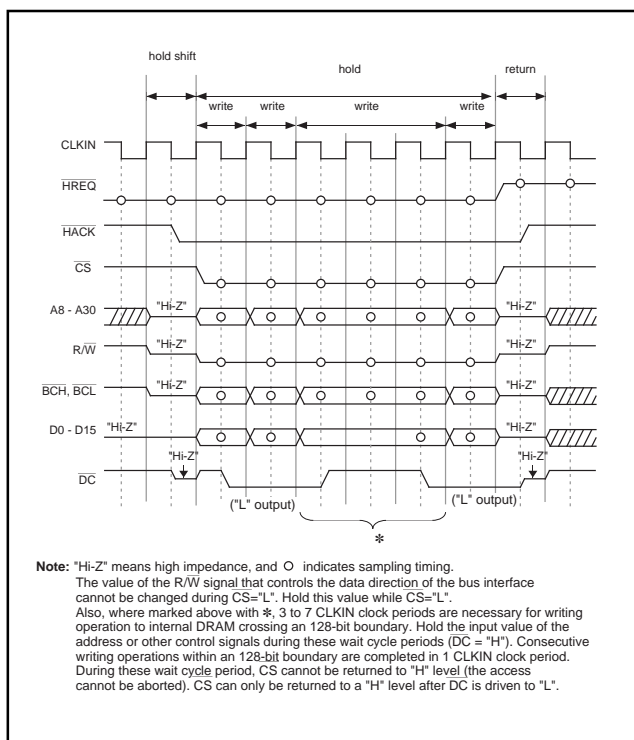 hold shift
hold
return
write
write
write
write
CLKIN
HREQ
HACK
CS
A8 - A30
"Hi-Z"
"Hi-Z"
R/W
"Hi-Z"
"Hi-Z"
BCH, BCL
"Hi-Z"
"Hi-Z"
D0 - D15
"Hi-Z"
"Hi-Z"
"Hi-Z"
"Hi-Z"
DC
("L" output)
("L" output)
*
Note: "Hi-Z" means high impedance, and O indicates sampling timing.
The value of the R/W signal that controls the data direction of the bus interface
cannot be changed during CS="L". Hold this value while CS="L".
Also, where marked above with *, 3 to 7 CLKIN clock periods are necessary for writing
operation to internal DRAM crossing an 128-bit boundary. Hold the input value of the
address or other control signals during these wait cycle periods (DC = "H"). Consecutive
writing operations within an 128-bit boundary are completed in 1 CLKIN clock period.
During these wait cycle period, CS cannot be returned to "H" level (the access
cannot be aborted). CS can only be returned to a "H" level after DC is driven to "L".